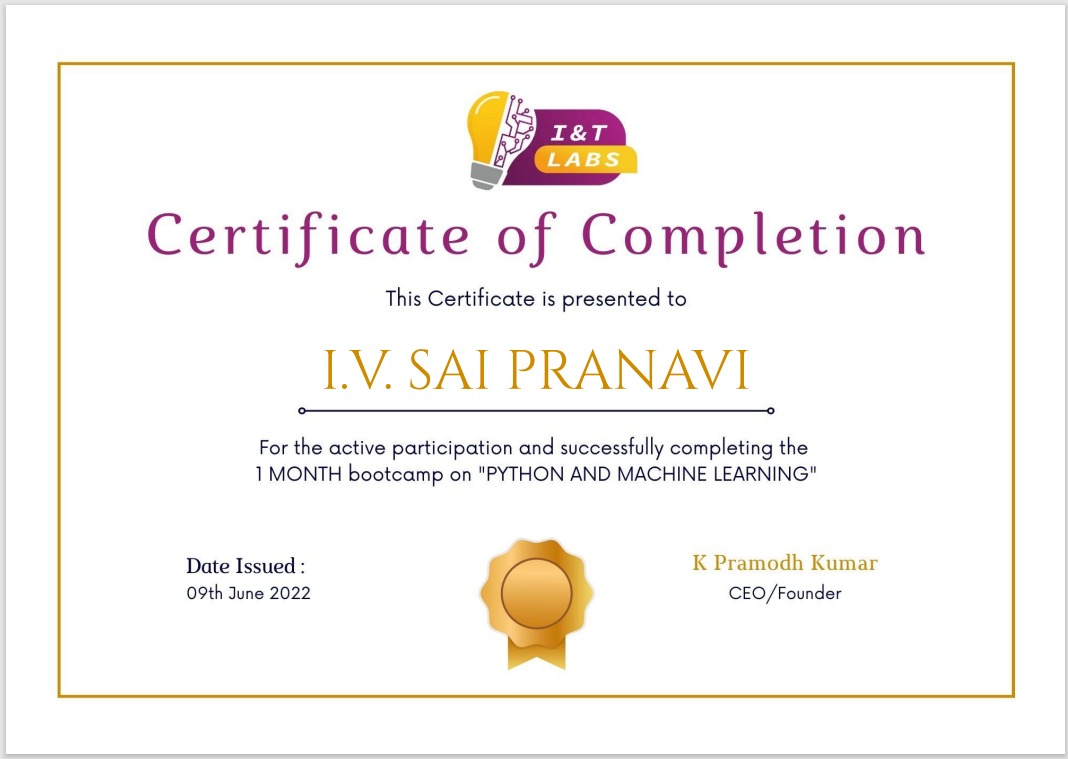 I&T
LABS
Certificate of Completion
This Certificate is presented to
I.V. SAI PRANAVI
For the active participation and successfully completing the
1 MONTH bootcamp on "PYTHON AND MACHINE LEARNING"
Date Issued :
09th June 2022
K Pramodh Kumar
CEO/Founder